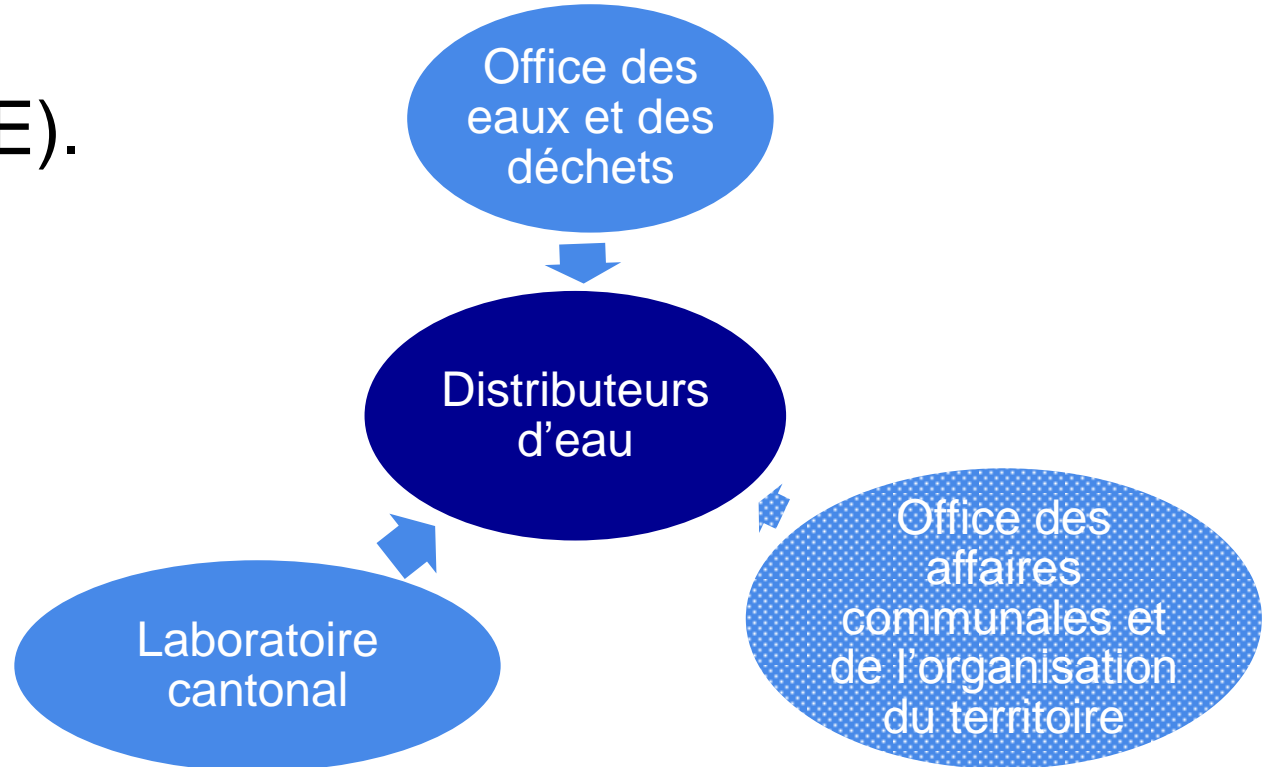 E).
Office des
eaux et des
déchets
Distributeurs
d’eau
Laboratoire
cantonal
Office des
affaires
communales et
de l’organisation
du territoire